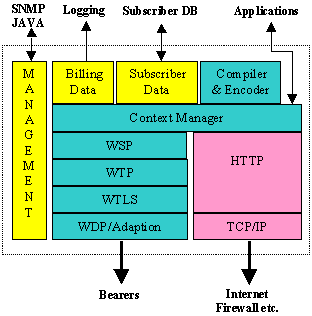 SNMP
JAVA
Logging
Subscriber DB
Applications
MANAGEMENT
Billing
Data
Subscriber
Data
Compiler
& Encoder
Context Manager
WSP
WTP
WTLS
WDP/Adaption
HTTP
TCP/IP
Bearers
Internet
Firewall etc.